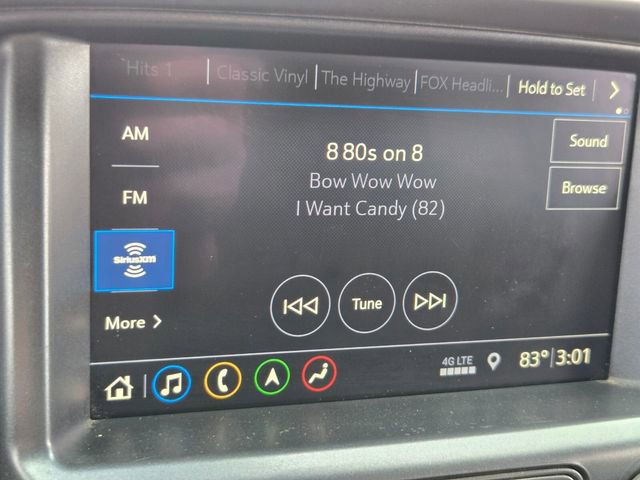 Hits 1 Classic Vinyl The Highway FOX Headli... Hold to Set
AM
8 80s on 8
Sound
Bow Wow Wow
Browse
FM
I Want Candy (82)
SiriusXM
Tune
More
4G LTE
83° 3:01